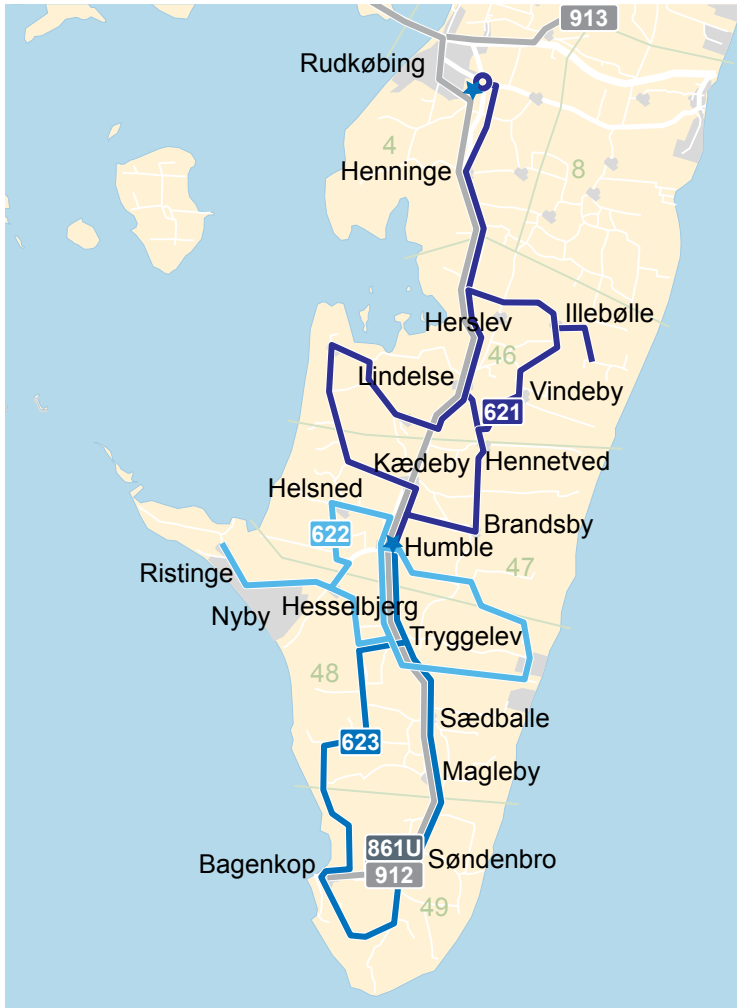 913
Rudkøbing
4
Henninge
8
Illebølle
Herslev
46
Lindelse
Vindeby
621
Kædeby
Hennetved
Helsned
Brandsby
622
Humble
47
Ristinge
Hesselbjerg
Nyby
Tryggelev
48
Sædballe
623
Magleby
861U
Søndenbro
Bagenkop
912
49